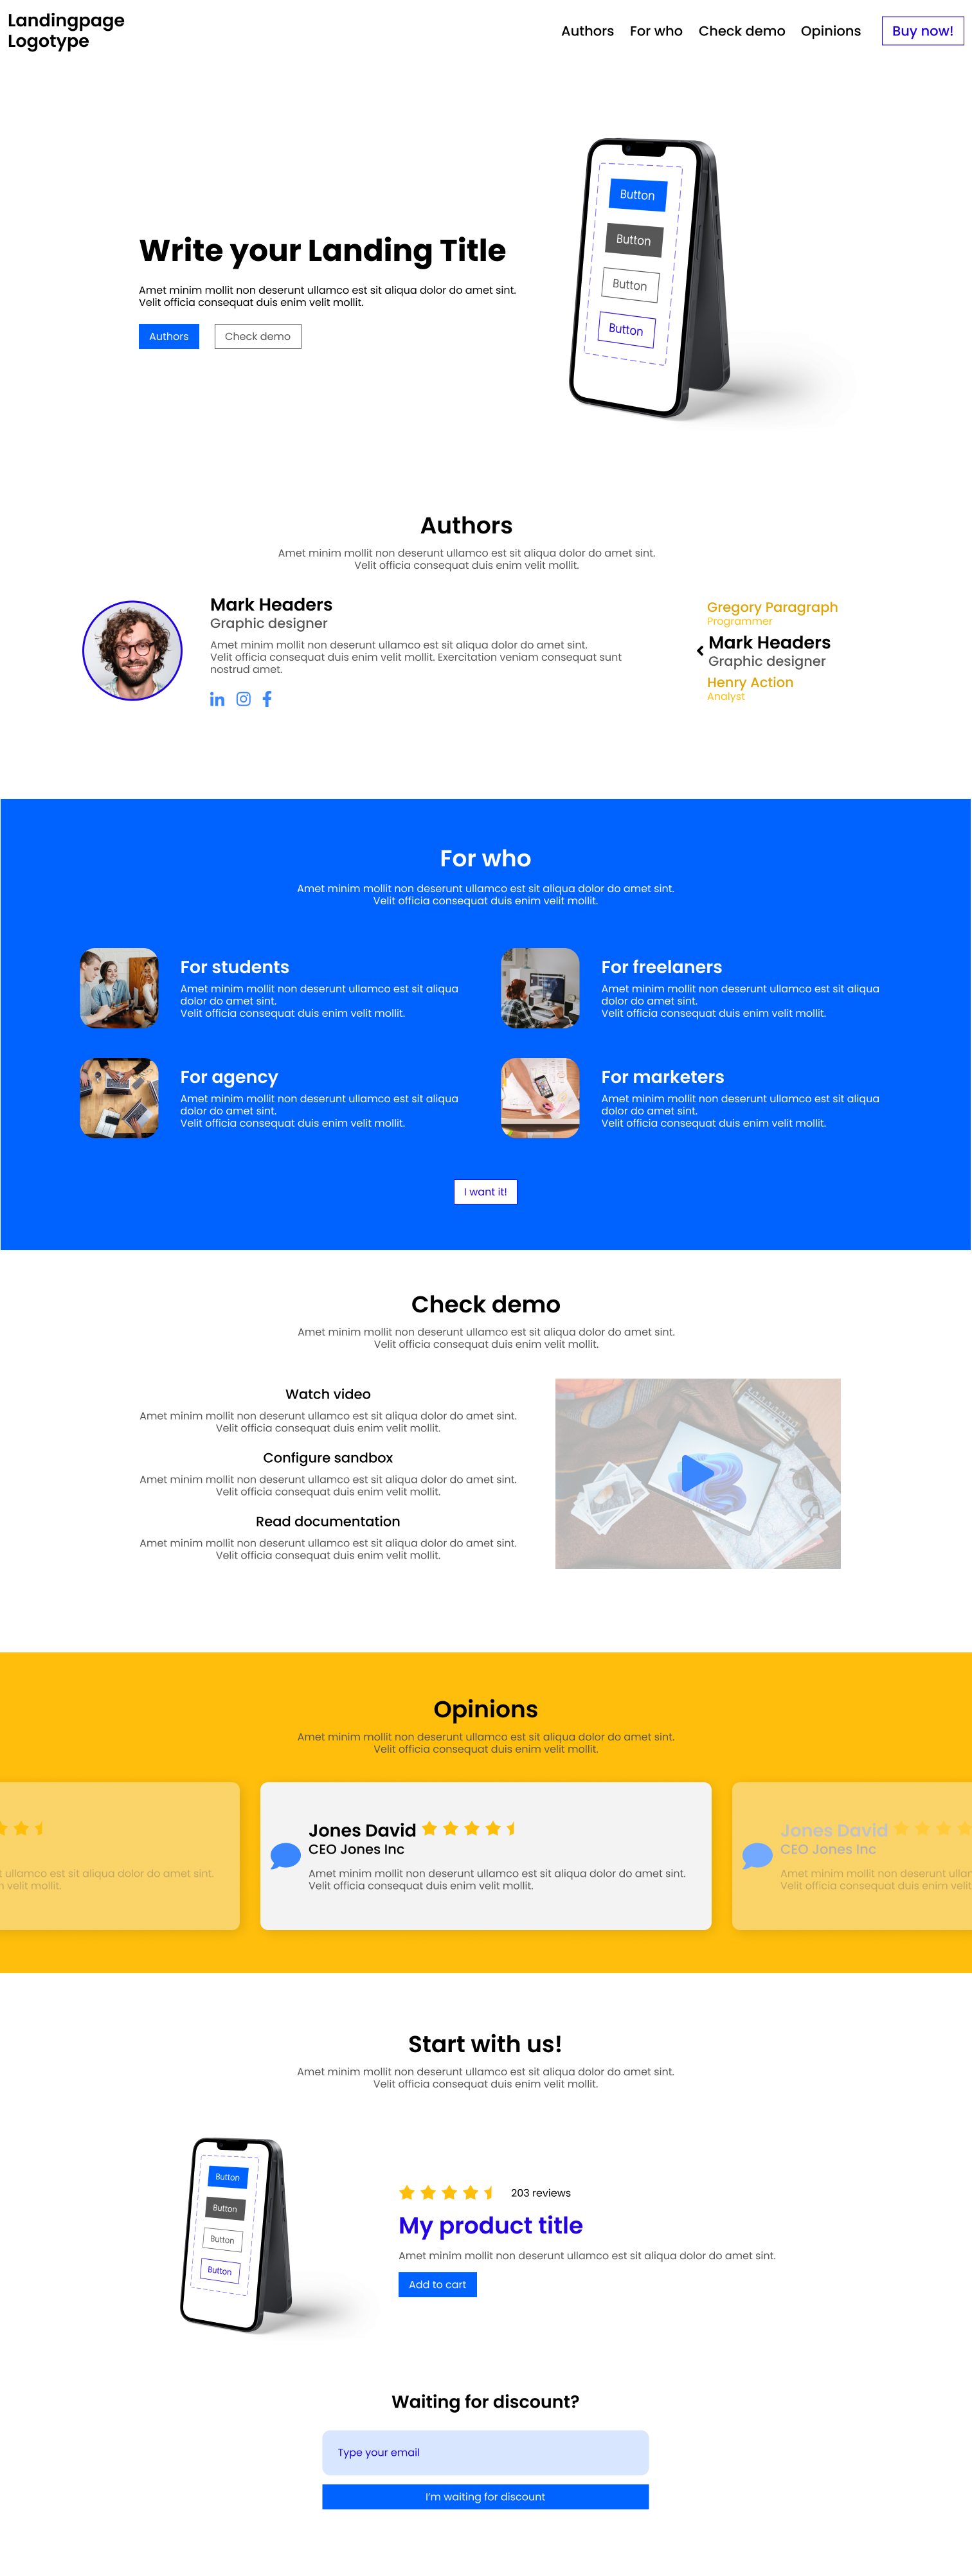 Landingpage
Logotype
Authors
For who
Check demo
Opinions
Buy now!
Write your Landing Title
Amet minim mollit non deserunt ullamco est sit aliqua dolor do amet sint.
Velit officia consequat duis enim velit mollit.
Authors
Check demo
Button
Button
Button
Button
Authors
Amet minim mollit non deserunt ullamco est sit aliqua dolor do amet sint.
Velit officia consequat duis enim velit mollit.
Mark Headers
Graphic designer
Amet minim mollit non deserunt ullamco est sit aliqua dolor do amet sint.
Velit officia consequat duis enim velit mollit. Exercitation veniam consequat sunt
nostrud amet.
Gregory Paragraph
Programmer
Mark Headers
Graphic designer
Henry Action
Analyst
For who
Amet minim mollit non deserunt ullamco est sit aliqua dolor do amet sint.
Velit officia consequat duis enim velit mollit.
For students
Amet minim mollit non deserunt ullamco est sit aliqua
dolor do amet sint.
Velit officia consequat duis enim velit mollit.
For freelaners
Amet minim mollit non deserunt ullamco est sit aliqua
dolor do amet sint.
Velit officia consequat duis enim velit mollit.
For agency
Amet minim mollit non deserunt ullamco est sit aliqua
dolor do amet sint.
Velit officia consequat duis enim velit mollit.
For marketers
Amet minim mollit non deserunt ullamco est sit aliqua
dolor do amet sint.
Velit officia consequat duis enim velit mollit.
I want it!
Check demo
Amet minim mollit non deserunt ullamco est sit aliqua dolor do amet sint.
Velit officia consequat duis enim velit mollit.
Watch video
Amet minim mollit non deserunt ullamco est sit aliqua dolor do amet sint.
Velit officia consequat duis enim velit mollit.
Configure sandbox
Amet minim mollit non deserunt ullamco est sit aliqua dolor do amet sint.
Velit officia consequat duis enim velit mollit.
Read documentation
Amet minim mollit non deserunt ullamco est sit aliqua dolor do amet sint.
Velit officia consequat duis enim velit mollit.
Opinions
Amet minim mollit non deserunt ullamco est sit aliqua dolor do amet sint.
Velit officia consequat duis enim velit mollit.
ullamco est sit aliqua dolor do amet sint.
velit mollit.
Jones David
CEO Jones Inc
Amet minim mollit non deserunt ullamco est sit aliqua dolor do amet sint.
Velit officia consequat duis enim velit mollit.
Jones David
CEO Jones Inc
Amet minim mollit non deserunt ullam
Velit officia consequat duis enim velit
Start with us!
Amet minim mollit non deserunt ullamco est sit aliqua dolor do amet sint.
Velit officia consequat duis enim velit mollit.
Button
Button
Button
Button
203 reviews
My product title
Amet minim mollit non deserunt ullamco est sit aliqua dolor do amet sint.
Add to cart
Waiting for discount?
Type your email
I'm waiting for discount